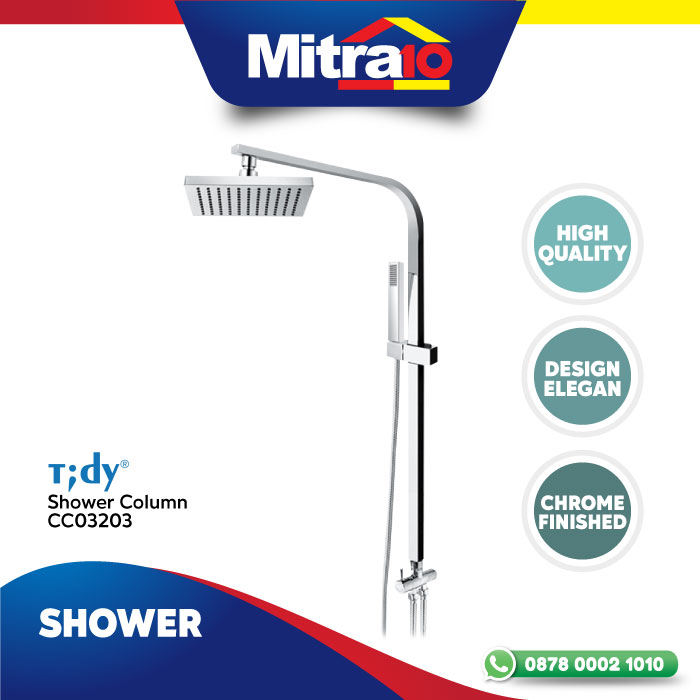 Mitra10
HIGH
QUALITY
DESIGN
ELEGAN
CHROME
FINISHED
Tidy®
Shower Column
CC03203
SHOWER
0878 0002 1010